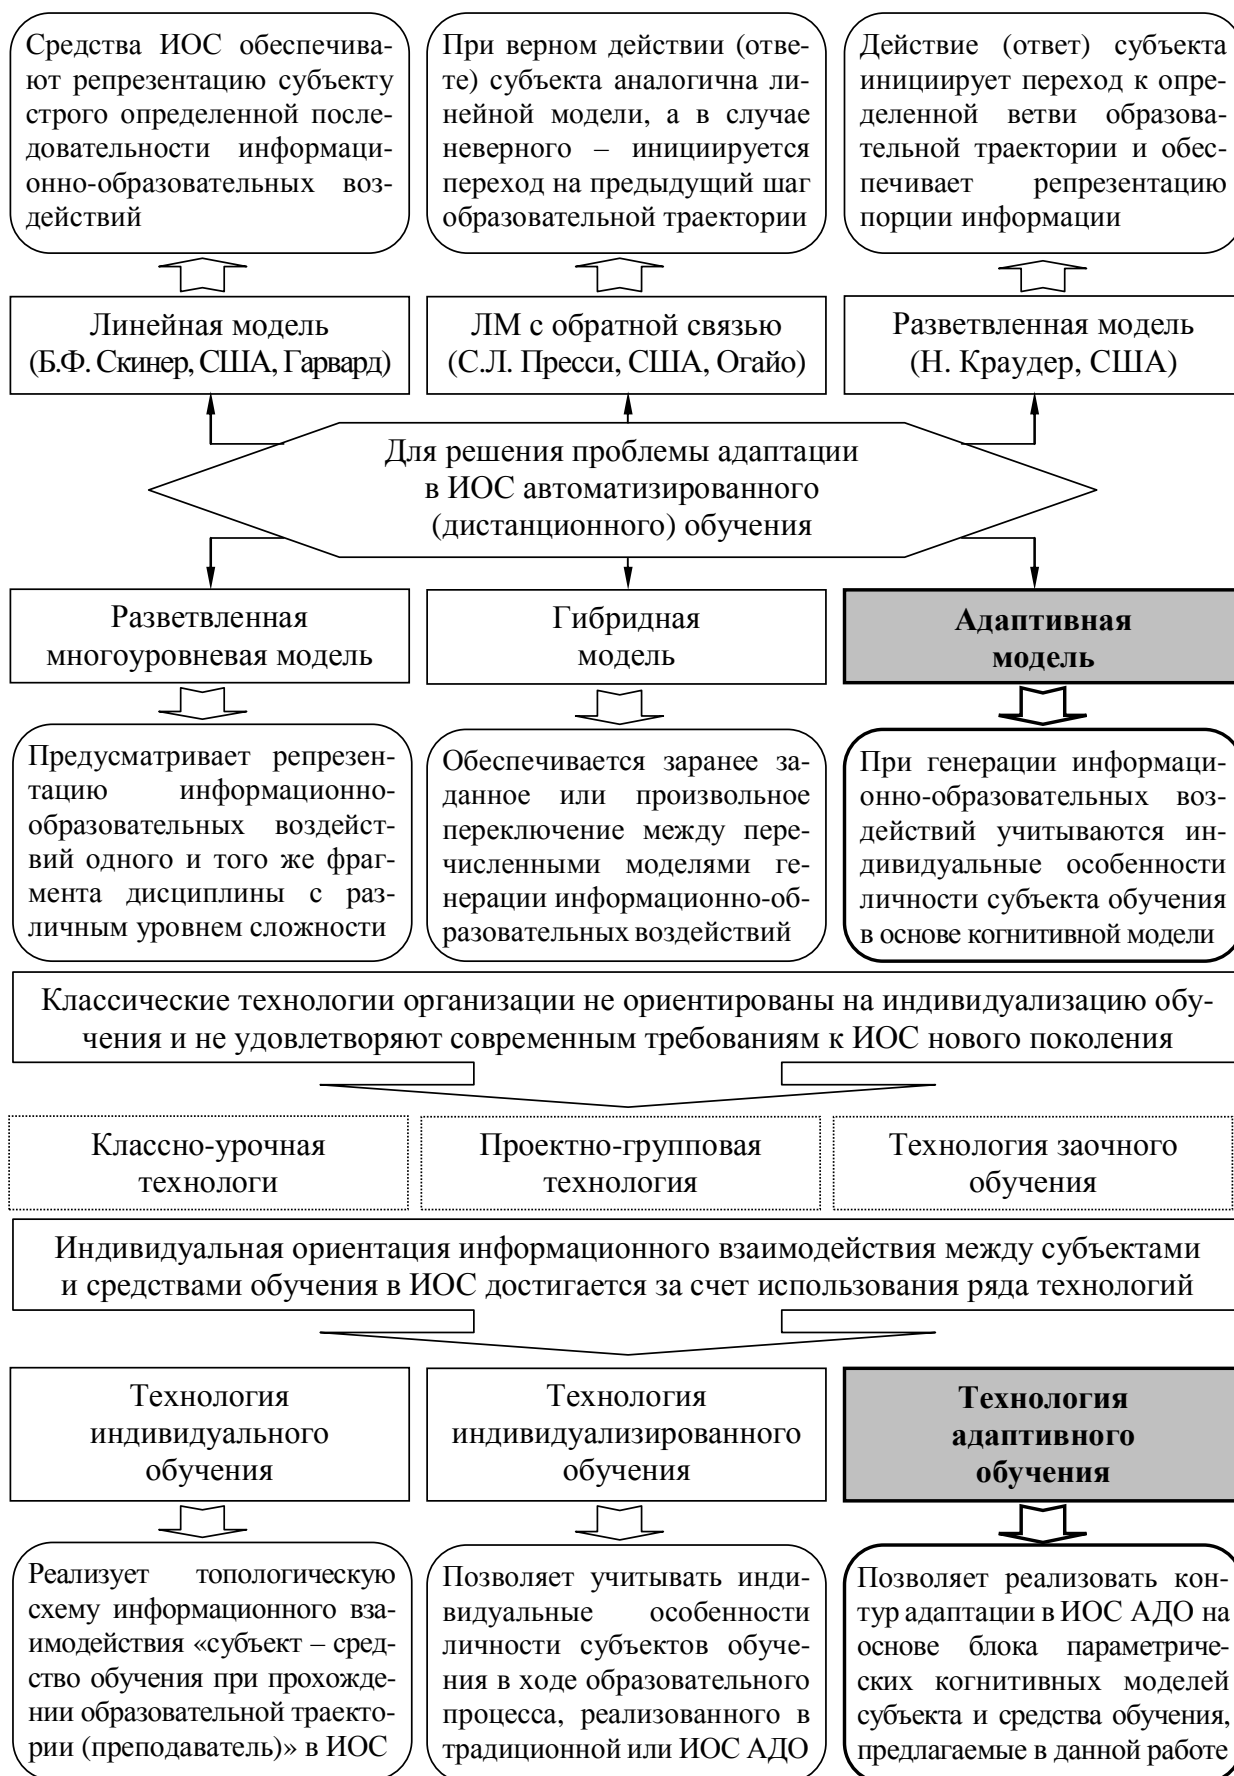 Средства ИОС обеспечива-
ют репрезентацию субъекту
строго определенной после-
довательности информаци-
онно-образовательных воз-
действий
При верном действии (отве-
те) субъекта аналогична ли-
нейной модели, а в случае
неверного – инициируется
переход на предыдущий шаг
образовательной траектории
Действие (ответ) субъекта
инициирует переход к опре-
деленной ветви образова-
тельной траектории и обес-
печивает репрезентацию
порции информации
Линейная модель
(Б.Ф. Скинер, США, Гарвард)
ЛМ с обратной связью
(С.Л. Пресси, США, Огайо)
Разветвленная модель
(Н. Краудер, США)
Для решения проблемы адаптации
в ИОС автоматизированного
(дистанционного) обучения
Разветвленная
многоуровневая модель
Гибридная
модель
Адаптивная
модель
Предусматривает репрезен-
тацию информационно-
образовательных воздейст-
вий одного и того же фраг-
мента дисциплины с раз-
личным уровнем сложности
Обеспечивается заранее за-
данное или произвольное
переключение между пере-
численными моделями ге-
нерации информационно-об-
разовательных воздействий
При генерации информаци-
онно-образовательных воз-
действий учитываются ин-
дивидуальные особенности
личности субъекта обучения
в основе когнитивной модели
Классические технологии организации не ориентированы на индивидуализацию обу-
чения и не удовлетворяют современным требованиям к ИОС нового поколения
Классно-урочная
технологи
Проектно-групповая
технология
Технология заочного
обучения
Индивидуальная ориентация информационного взаимодействия между субъектами
и средствами обучения в ИОС достигается за счет использования ряда технологий
Технология
индивидуального
обучения
Технология
индивидуализированного
обучения
Технология
адаптивного
обучения
Реализует топологическую
схему информационного вза-
имодействия «субъект – сред-
ство обучения при прохожде-
нии образовательной траекто-
рии (преподаватель)» в ИОС
Позволяет учитывать инди-
видуальные особенности
личности субъектов обуче-
ния в ходе образовательного
процесса, реализованного в
традиционной или ИОС АДО
Позволяет реализовать кон-
тур адаптации в ИОС АДО на
основе блока параметриче-
ских когнитивных моделей
субъекта и средства обучения,
предлагаемые в данной работе